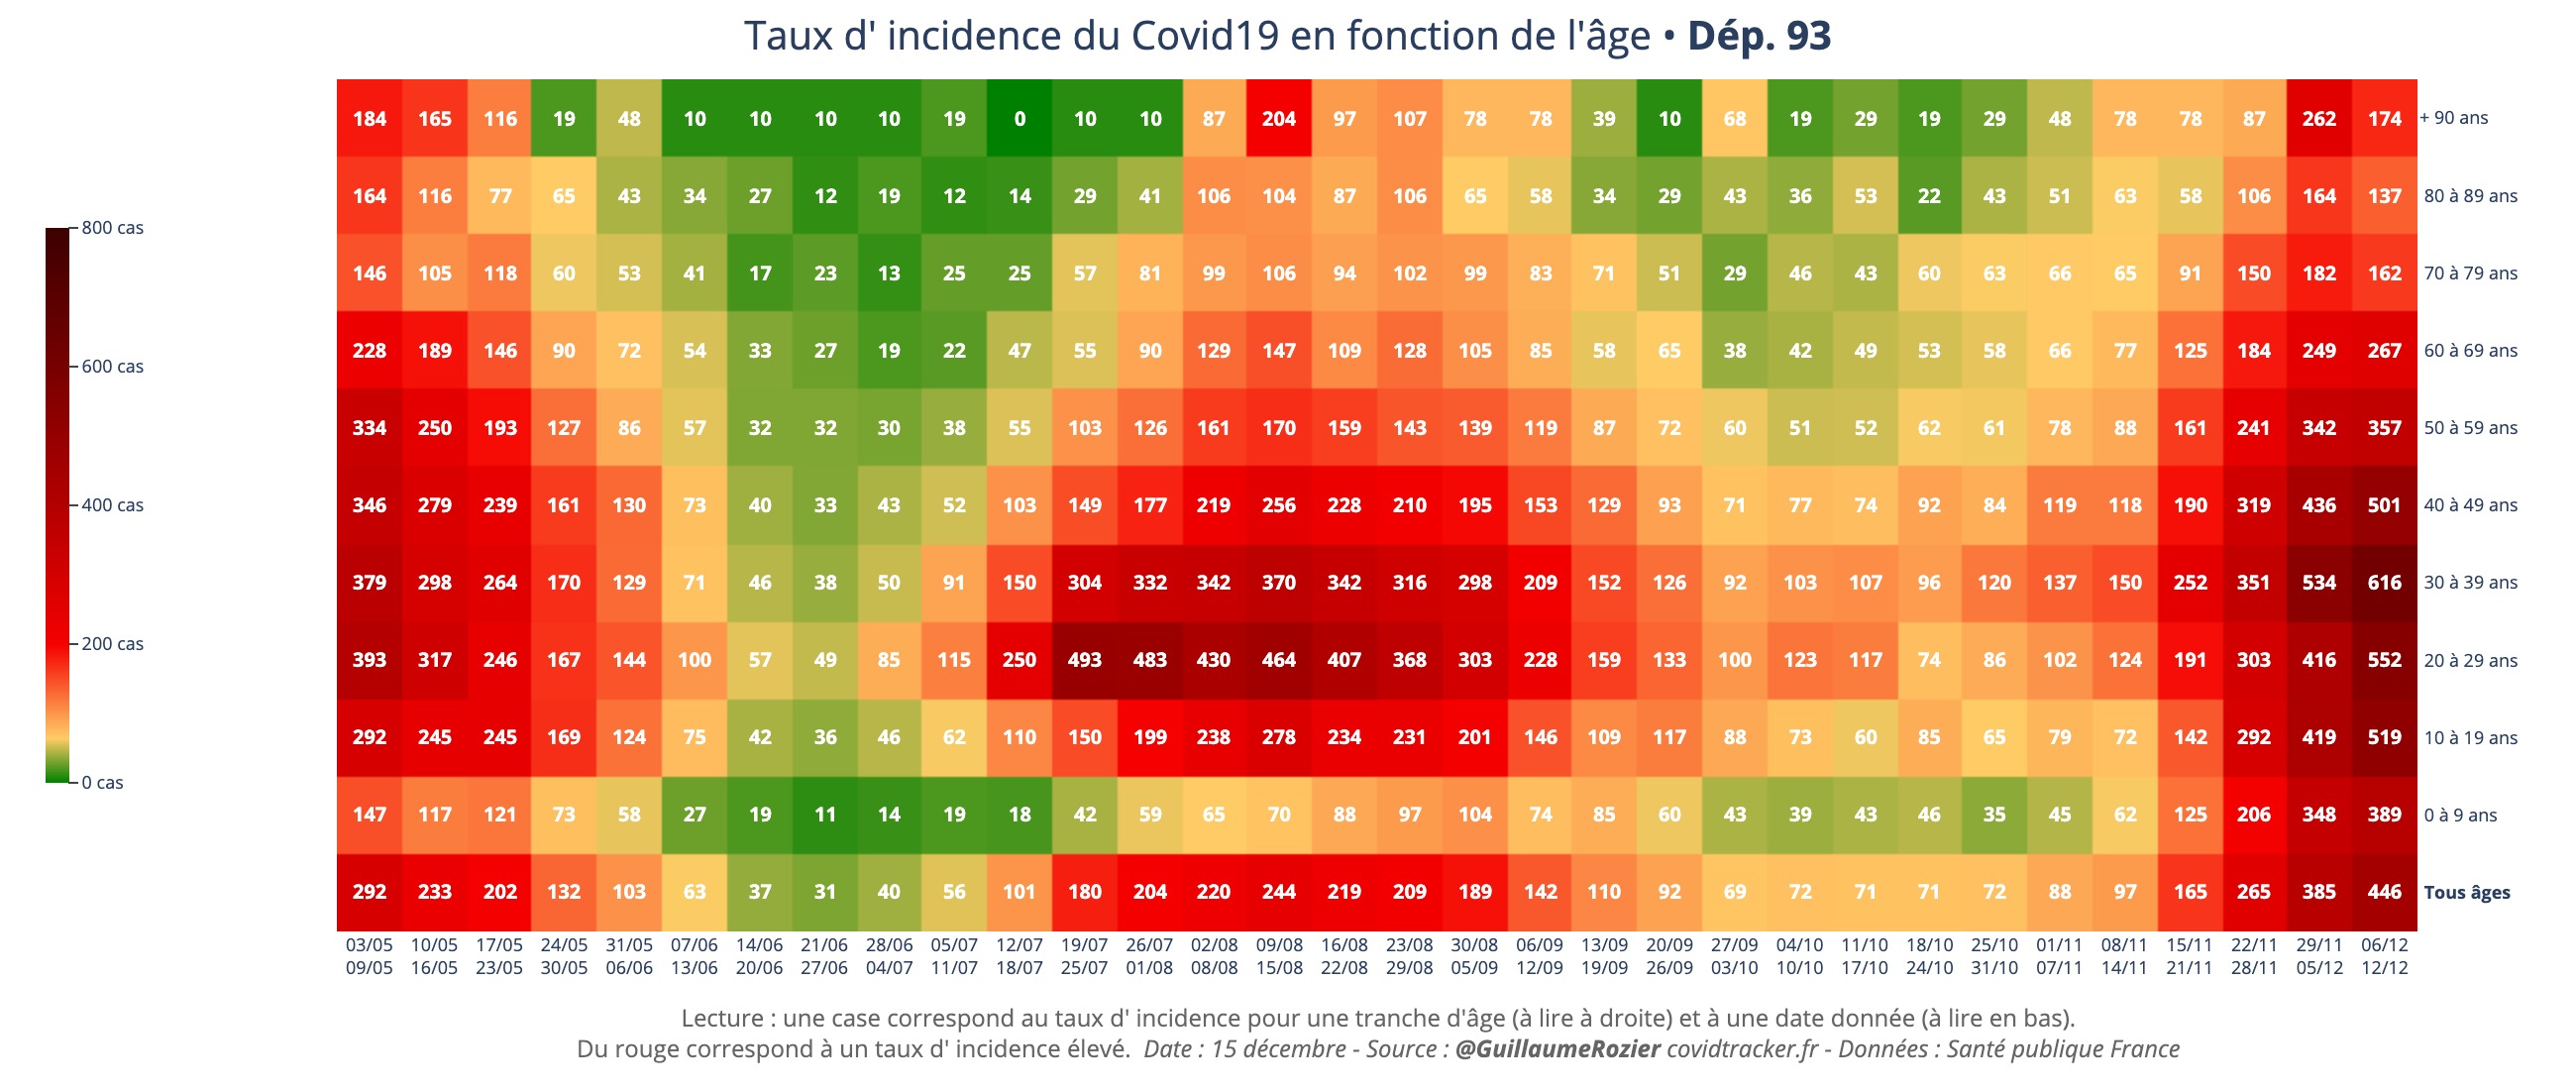 Taux d' incidence du Covid19 en fonction de l'âge • Dép. 93
800 cas
600 cas
400 cas
200 cas
0 cas
184 165 116 19 48 10 10 10 10 19 0 10 10 87 204 97 107 78 78 39 10 68 19 29 19 29 48 78 78 87 262 174 + 90 ans
164 116 77 65 43 34 27 12 19 12 14 29 41 106 104 87 106 65 58 34 29 43 36 53 22 43 51 63 58 106 164 137 80 à 89 ans
146 105 118 60 53 41 17 23 13 25 25 57 81 99 106 94 102 99 83 71 51 29 46 43 60 63 66 65 91 150 182 162 70 à 79 ans
228 189 146 90 72 54 33 27 19 22 47 55 90 129 147 109 128 105 85 58 65 38 42 49 53 58 66 77 125 184 249 267 60 à 69 ans
334 250 193 127 86 57 32 32 30 38 55 103 126 161 170 159 143 139 119 87 72 60 51 52 62 61 78 88 161 241 342 357 50 à 59 ans
346 279 239 161 130 73 40 33 43 52 103 149 177 219 256 228 210 195 153 129 93 71 77 74 92 84 119 118 190 319 436 501 40 à 49 ans
379 298 264 170 129 71 46 38 50 91 150 304 332 342 370 342 316 298 209 152 126 92 103 107 96 120 137 150 252 351 534 616 30 à 39 ans
393 317 246 167 144 100 57 49 85 115 250 493 483 430 464 407 368 303 228 159 133 100 123 117 74 86 102 124 191 303 416 552 20 à 29 ans
292 245 245 169 124 75 42 36 46 62 110 150 199 238 278 234 231 201 146 109 117 88 73 60 85 65 79 72 142 292 419 519 10 à 19 ans
147 117 121 73 58 27 19 11 14 19 18 42 59 65 70 88 97 104 74 85 60 43 39 43 46 35 45 62 125 206 348 389 0 à 9 ans
292 233 202 132 103 63 37 31 40 56 101 180 204 220 244 219 209 189 142 110 92 69 72 71 71 72 88 97 165 265 385 446 Tous âges
03/05 10/05 17/05 24/05 31/05 07/06 14/06 21/06 28/06 05/07 12/07 19/07 26/07 02/08 09/08 16/08 23/08 30/08 06/09 13/09 20/09 27/09 04/10 11/10 18/10 25/10 01/11 08/11 15/11 22/11 29/11 06/12
09/05 16/05 23/05 30/05 06/06 13/06 20/06 27/06 04/07 11/07 18/07 25/07 01/08 08/08 15/08 22/08 29/08 05/09 12/09 19/09 26/09 03/10 10/10 17/10 24/10 31/10 07/11 14/11 21/11 28/11 05/12 12/12
Lecture : une case correspond au taux d' incidence pour une tranche d'âge (à lire à droite) et à une date donnée (à lire en bas).
Du rouge correspond à un taux d' incidence élevé. Date : 15 décembre - Source : @GuillaumeRozier covidtracker.fr - Données : Santé publique France